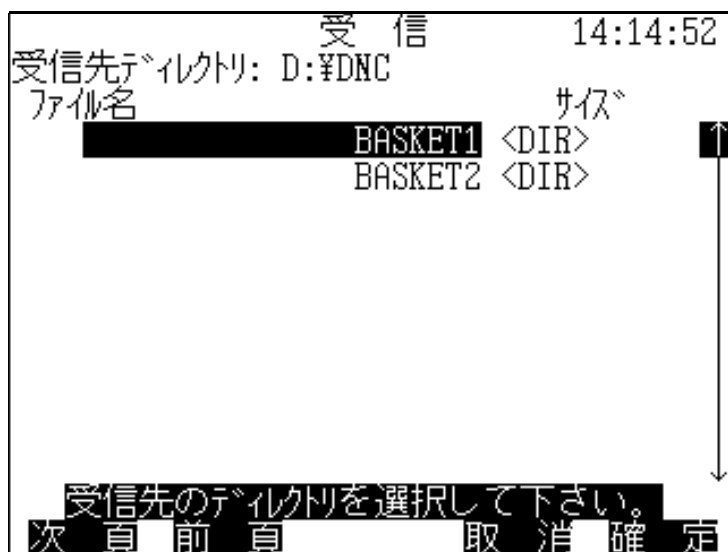 受 信 14:14:52
受信先ﾃﾞｨﾚｸﾄﾘ: D:¥DNC
ﾌｧｲﾙ名 ｻｲｽﾞ
BASKET1 <DIR> ↑
BASKET2 <DIR>
↓
受信先のﾃﾞｨﾚｸﾄﾘを選択して下さい。
次 頁 前 頁 取 消 確 定